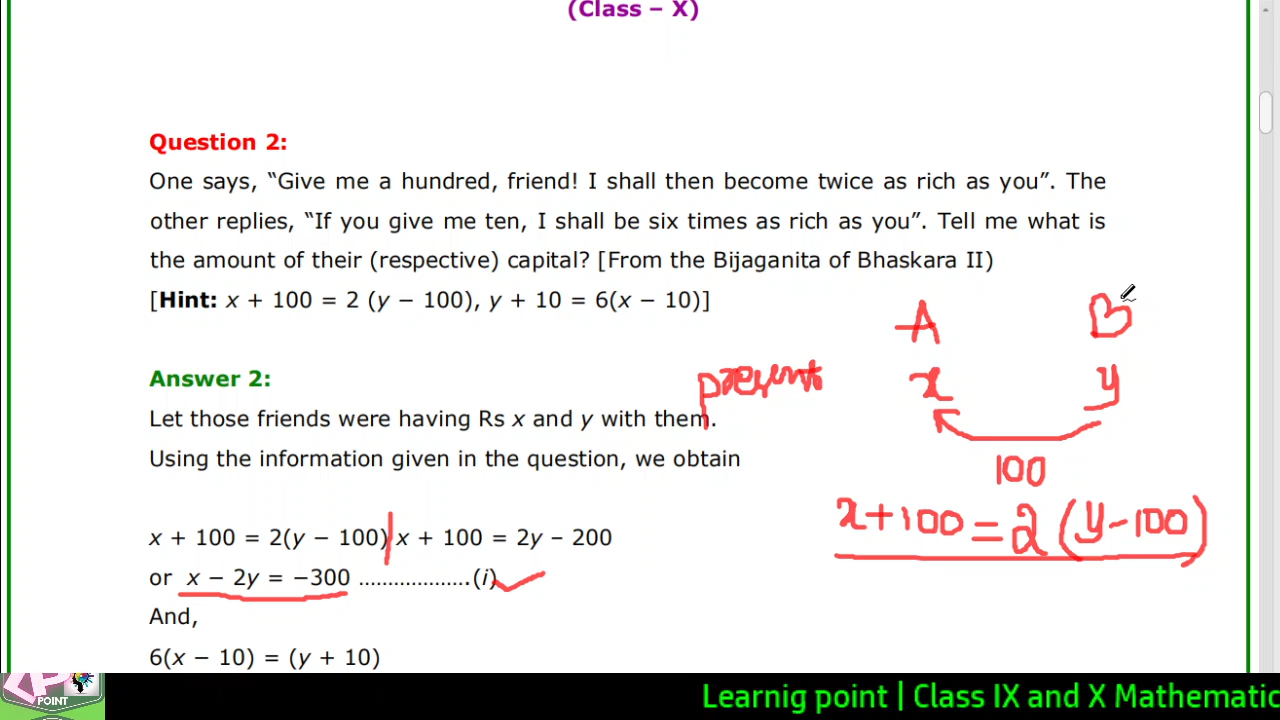 (Class – X)
Question 2:
One says, “Give me a hundred, friend! I shall then become twice as rich as you”. The
other replies, “If you give me ten, I shall be six times as rich as you”. Tell me what is
the amount of their (respective) capital? [From the Bijaganita of Bhaskara II)
[Hint: x + 100 = 2 (y − 100), y + 10 = 6(x − 10)]
A B
Answer 2:
present x y
Let those friends were having Rs x and y with them.
Using the information given in the question, we obtain
100
x+100=2(y-100)
x + 100 = 2(y − 100) x + 100 = 2y − 200
or x − 2y = −300 ...................(i)
And,
6(x − 10) = (y + 10)
POINT
Learnig point | Class IX and X Mathematic